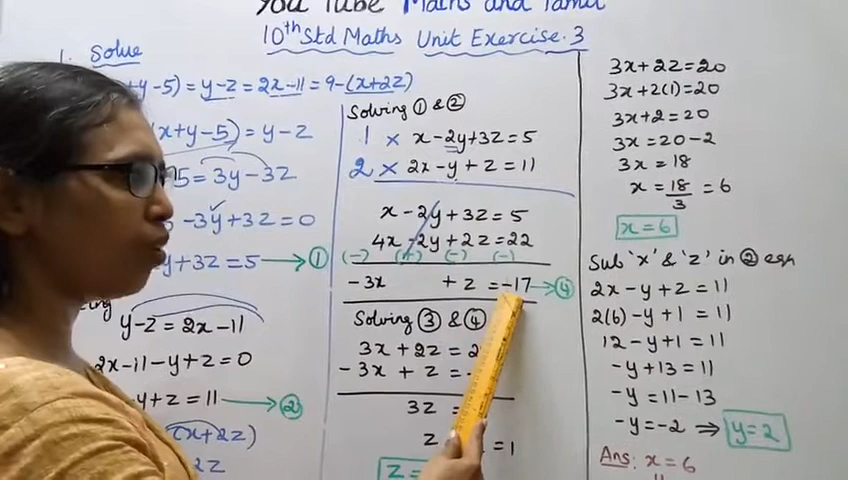 You Tube Maths and Tamil
10th Std Maths Unit Exercise. 3
1. Solve
+y-5) = y-z = 2x-11 = 9-(x+2z)
(x+y-5) = y-z
15 = 3y-3z
-3y+3z=0
y+3z=5 → ①
y-z = 2x-11
2x-11-y+z=0
-y+z=11 → ②
(x+2z)
2z
Solving ① & ②
1 × x-2y+3z=5
2 × 2x-y+z=11
x-2y+3z=5
4x-2y+2z=22
(-) (+) (-) (-)
-3x +z =-17 → ④
Solving ③ & ④
3x+2z=2
-3x + z = -
3z =
z = 1
z =
3x+2z=20
3x+2(1)=20
3x+2=20
3x=20-2
3x=18
x=18/3=6
x=6
Sub 'x' & 'z' in ② eqn
2x-y+z=11
2(6)-y+1=11
12-y+1=11
-y+13=11
-y=11-13
-y=-2 ⇒ y=2
Ans: x=6